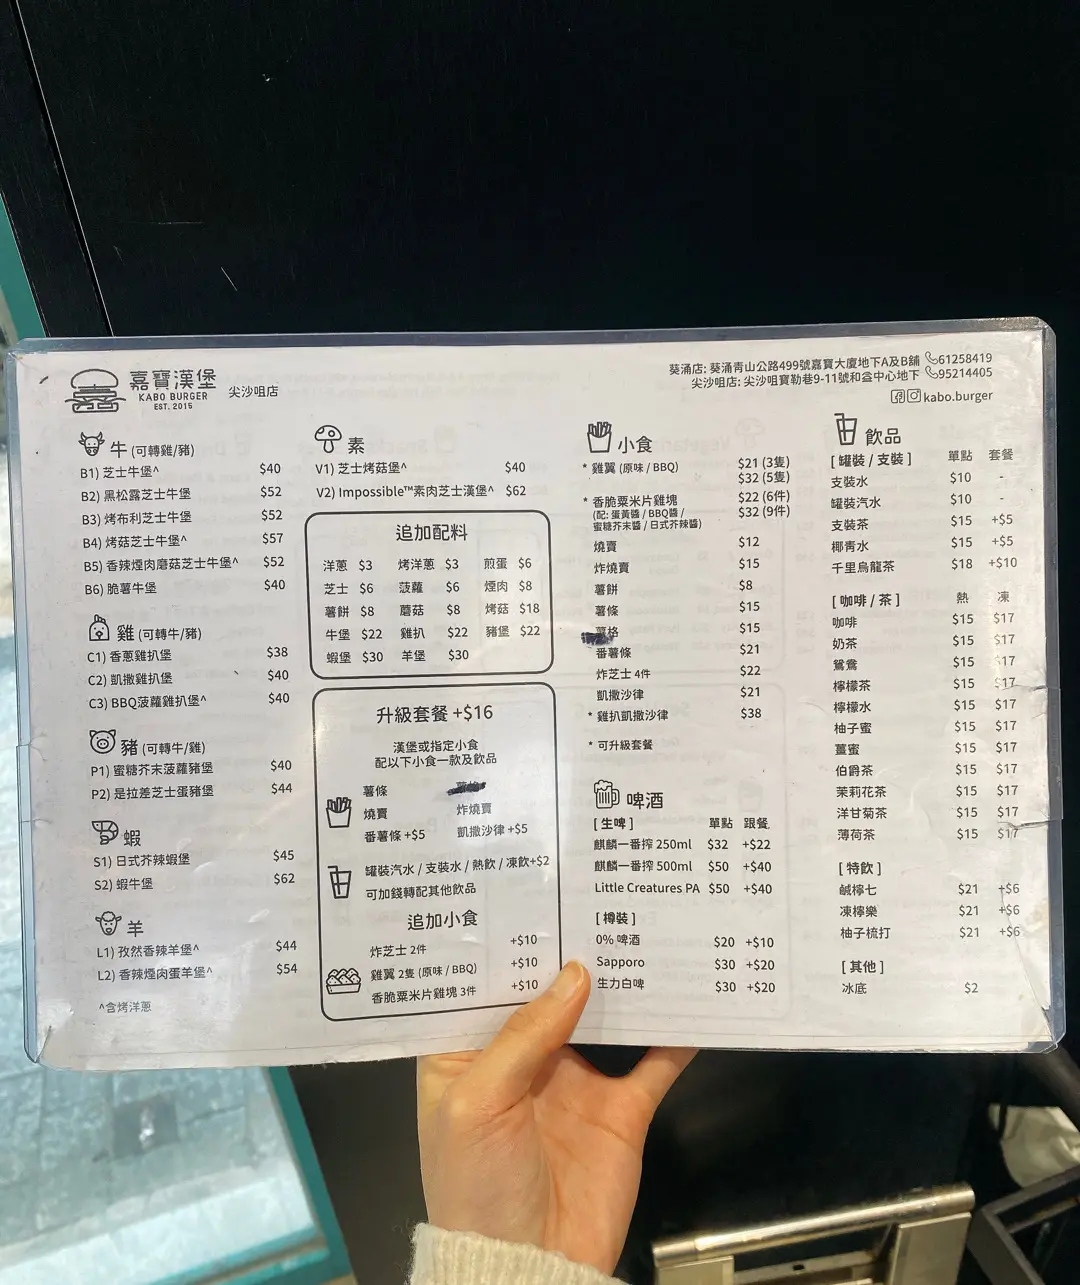 嘉寶漢堡
KABO BURGER
EST. 2015
尖沙咀店
葵涌店: 葵涌青山公路499號嘉寶大廈地下A及B舖 61258419
尖沙咀店: 尖沙咀寶勒巷9-11號和益中心地下 95214405
kabo.burger
牛 (可轉雞/豬)
B1) 芝士牛堡^ $40
B2) 黑松露芝士牛堡 $52
B3) 烤布利芝士牛堡 $52
B4) 烤菇芝士牛堡^ $57
B5) 香辣煙肉磨菇芝士牛堡^ $52
B6) 脆薯牛堡 $40
雞 (可轉牛/豬)
C1) 香蔥雞扒堡 $38
C2) 凱撒雞扒堡 $40
C3) BBQ菠蘿雞扒堡^ $40
豬 (可轉牛/雞)
P1) 蜜糖芥末菠蘿豬堡 $40
P2) 是拉差芝士蛋豬堡 $44
蝦
S1) 日式芥辣蝦堡 $45
S2) 蝦牛堡 $62
羊
L1) 孜然香辣羊堡^ $44
L2) 香辣煙肉蛋羊堡^ $54
^含烤洋蔥
素
V1) 芝士烤菇堡^ $40
V2) Impossible™素肉芝士漢堡^ $62
追加配料
洋蔥 $3 烤洋蔥 $3 煎蛋 $6
芝士 $6 菠蘿 $6 煙肉 $8
薯餅 $8 蘑菇 $8 烤菇 $18
牛堡 $22 雞扒 $22 豬堡 $22
蝦堡 $30 羊堡 $30
升級套餐 +$16
漢堡或指定小食
配以下小食一款及飲品
薯條
燒賣 炸燒賣
番薯條 +$5 凱撒沙律 +$5
罐裝汽水 / 支裝水 / 熱飲 / 凍飲+$2
可加錢轉配其他飲品
追加小食
炸芝士 2件 +$10
雞翼 2隻 (原味 / BBQ) +$10
香脆粟米片雞塊 3件 +$10
小食
* 雞翼 (原味 / BBQ) $21 (3隻)
$32 (5隻)
* 香脆粟米片雞塊 $22 (6件)
(配: 蛋黃醬 / BBQ醬 / $32 (9件)
蜜糖芥末醬 / 日式芥辣醬)
燒賣 $12
炸燒賣 $15
薯餅 $8
薯條 $15
格 $15
番薯條 $21
炸芝士 4件 $22
凱撒沙律 $21
* 雞扒凱撒沙律 $38
* 可升級套餐
啤酒
[ 生啤 ] 單點 跟餐
麒麟一番搾 250ml $32 +$22
麒麟一番搾 500ml $50 +$40
Little Creatures PA $50 +$40
[ 樽裝 ]
0% 啤酒 $20 +$10
Sapporo $30 +$20
生力白啤 $30 +$20
飲品
[ 罐裝 / 支裝 ] 單點 套餐
支裝水 $10 -
罐裝汽水 $10 -
支裝茶 $15 +$5
椰青水 $15 +$5
千里烏龍茶 $18 +$10
[ 咖啡 / 茶 ] 熱 凍
咖啡 $15 $17
奶茶 $15 $17
鴛鴦 $15 $17
檸檬茶 $15 $17
檸檬水 $15 $17
柚子蜜 $15 $17
薑蜜 $15 $17
伯爵茶 $15 $17
茉莉花茶 $15 $17
洋甘菊茶 $15 $17
薄荷茶 $15 $17
[ 特飲 ]
鹹檸七 $21 +$6
凍檸樂 $21 +$6
柚子梳打 $21 +$6
[ 其他 ]
冰底 $2